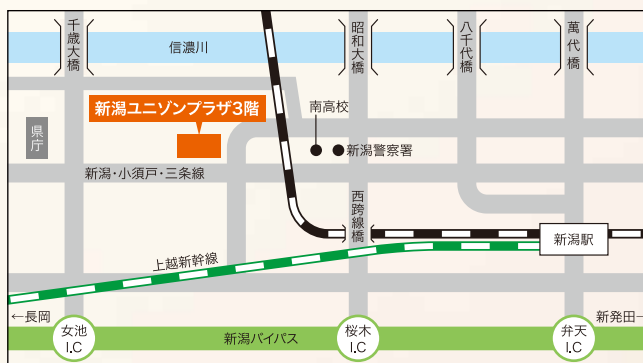 千歳大橋
昭和大橋
八千代橋
萬代橋
信濃川
新潟ユニゾンプラザ3階
南高校
県庁
新潟警察署
新潟・小須戸・三条線
西跨線橋
新潟駅
上越新幹線
←長岡
新発田→
女池
I.C
新潟バイパス
桜木
I.C
弁天
I.C